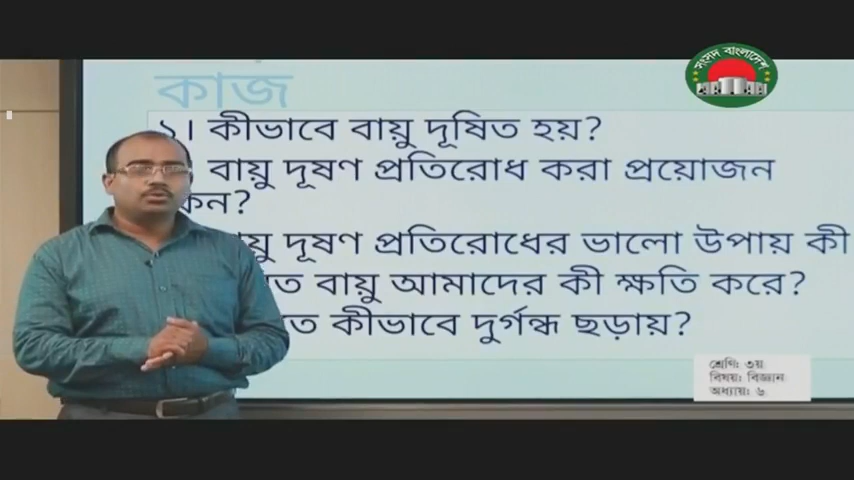 সংসদ বাংলাদেশ
কাজ
১। কীভাবে বায়ু দূষিত হয়?
বায়ু দূষণ প্রতিরোধ করা প্রয়োজন
কেন?
বায়ু দূষণ প্রতিরোধের ভালো উপায় কী
বায়ু আমাদের কী ক্ষতি করে?
কীভাবে দুর্গন্ধ ছড়ায়?
শ্রেণি: ৩য়
বিষয়: বিজ্ঞান
অধ্যায়: ৬